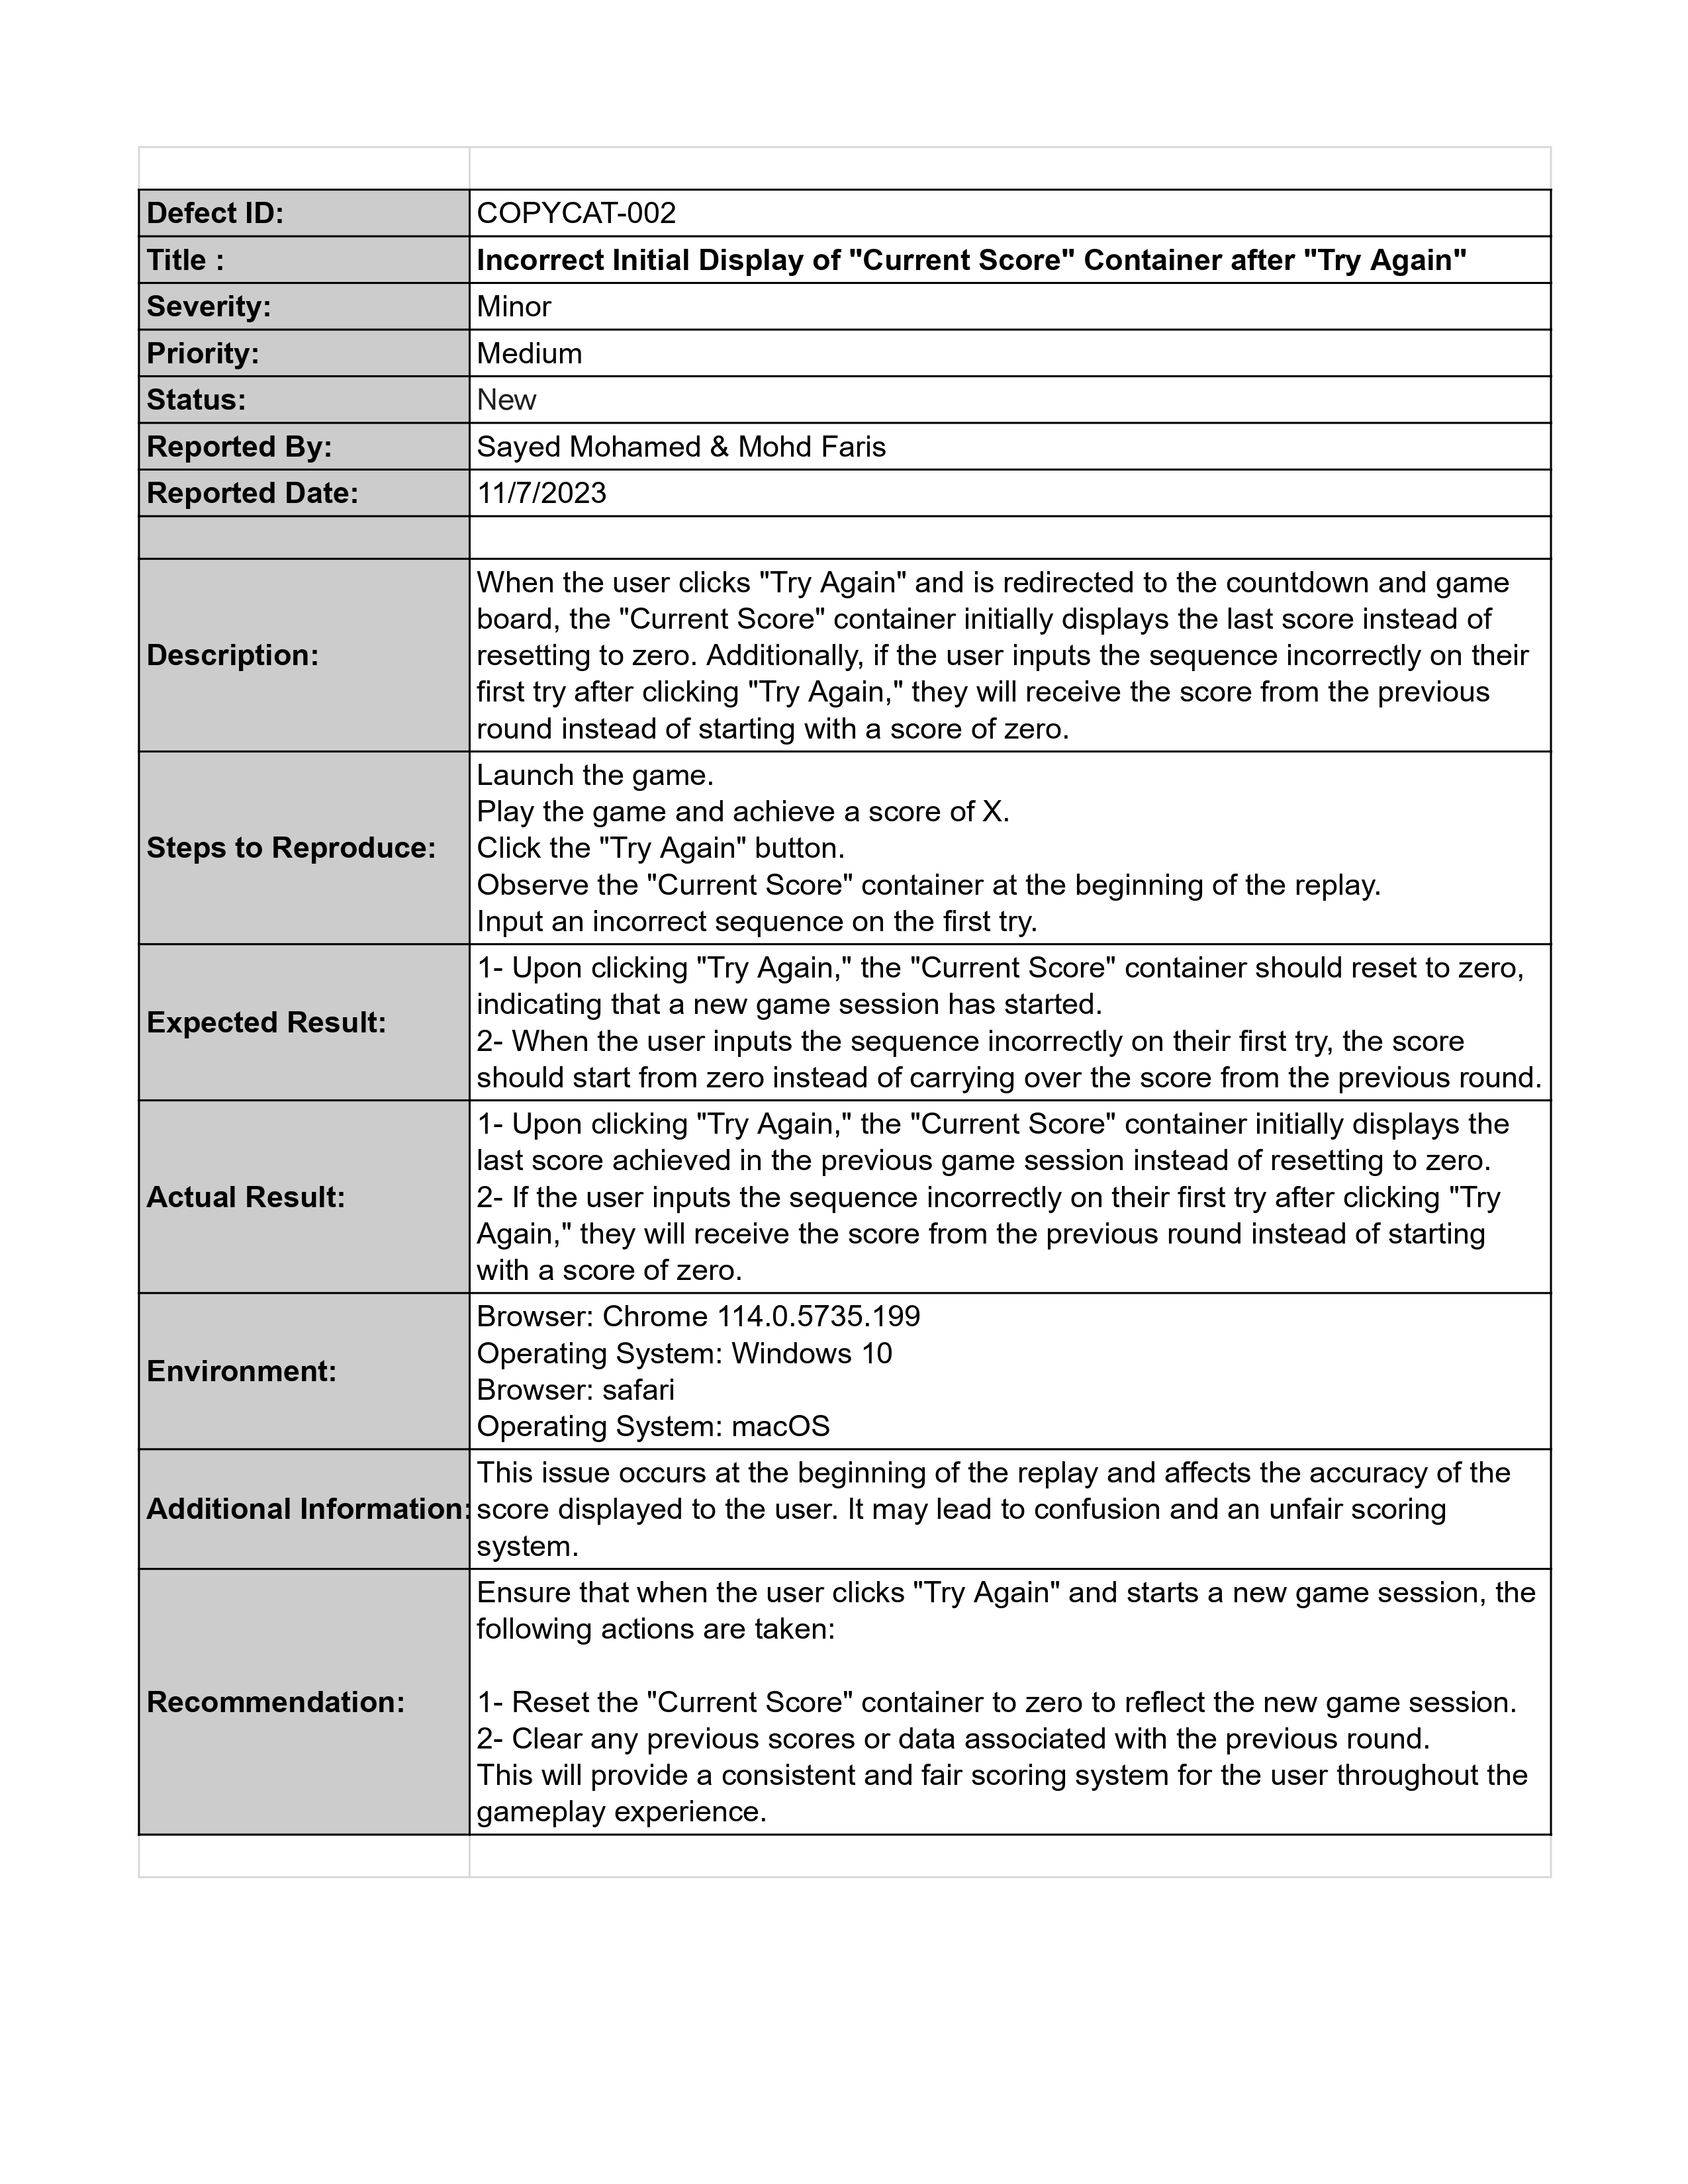 Defect ID: COPYCAT-002
Title : Incorrect Initial Display of "Current Score" Container after "Try Again"
Severity: Minor
Priority: Medium
Status: New
Reported By: Sayed Mohamed & Mohd Faris
Reported Date: 11/7/2023
Description:
When the user clicks "Try Again" and is redirected to the countdown and game
board, the "Current Score" container initially displays the last score instead of
resetting to zero. Additionally, if the user inputs the sequence incorrectly on their
first try after clicking "Try Again," they will receive the score from the previous
round instead of starting with a score of zero.
Steps to Reproduce:
Launch the game.
Play the game and achieve a score of X.
Click the "Try Again" button.
Observe the "Current Score" container at the beginning of the replay.
Input an incorrect sequence on the first try.
Expected Result:
1- Upon clicking "Try Again," the "Current Score" container should reset to zero,
indicating that a new game session has started.
2- When the user inputs the sequence incorrectly on their first try, the score
should start from zero instead of carrying over the score from the previous round.
Actual Result:
1- Upon clicking "Try Again," the "Current Score" container initially displays the
last score achieved in the previous game session instead of resetting to zero.
2- If the user inputs the sequence incorrectly on their first try after clicking "Try
Again," they will receive the score from the previous round instead of starting
with a score of zero.
Environment:
Browser: Chrome 114.0.5735.199
Operating System: Windows 10
Browser: safari
Operating System: macOS
Additional Information:
This issue occurs at the beginning of the replay and affects the accuracy of the
score displayed to the user. It may lead to confusion and an unfair scoring
system.
Recommendation:
Ensure that when the user clicks "Try Again" and starts a new game session, the
following actions are taken:
1- Reset the "Current Score" container to zero to reflect the new game session.
2- Clear any previous scores or data associated with the previous round.
This will provide a consistent and fair scoring system for the user throughout the
gameplay experience.